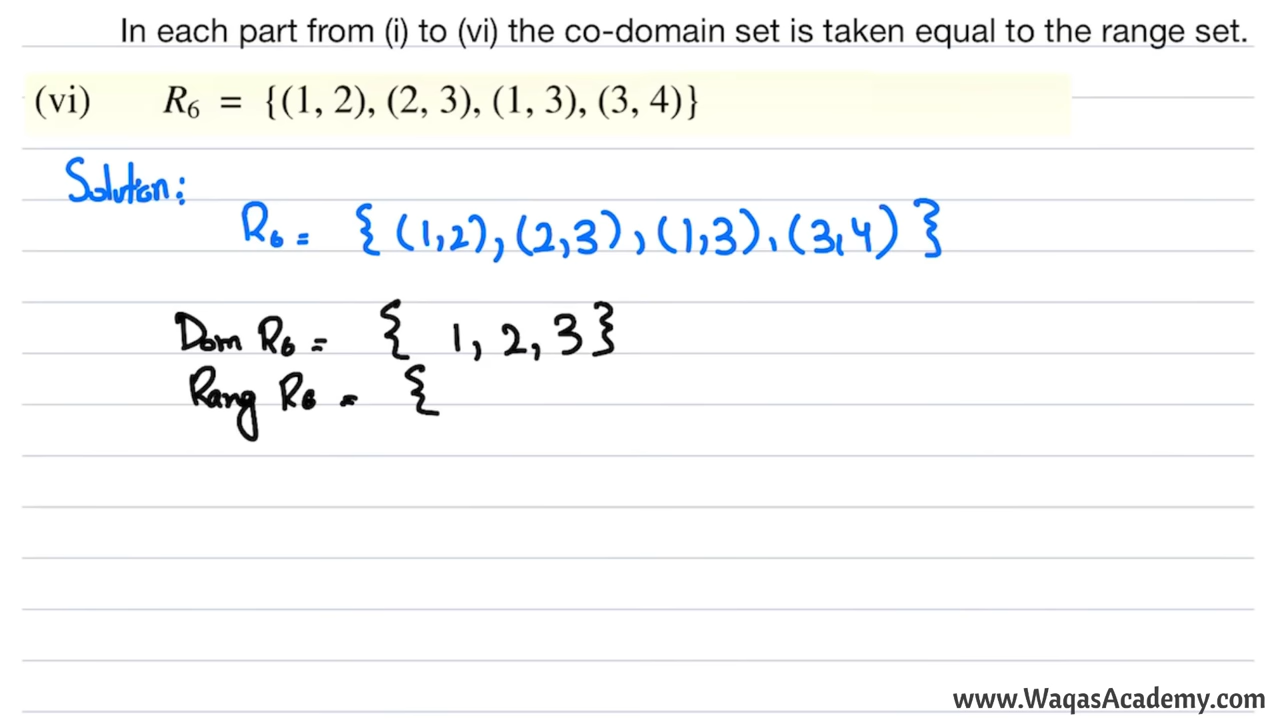 In each part from (i) to (vi) the co-domain set is taken equal to the range set.
(vi) R₆ = {(1, 2), (2, 3), (1, 3), (3, 4)}
Solution:
R₆ = { (1,2), (2,3), (1,3), (3,4) }
Dom R₆ = { 1, 2, 3 }
Rang R₆ = {
www.WaqasAcademy.com